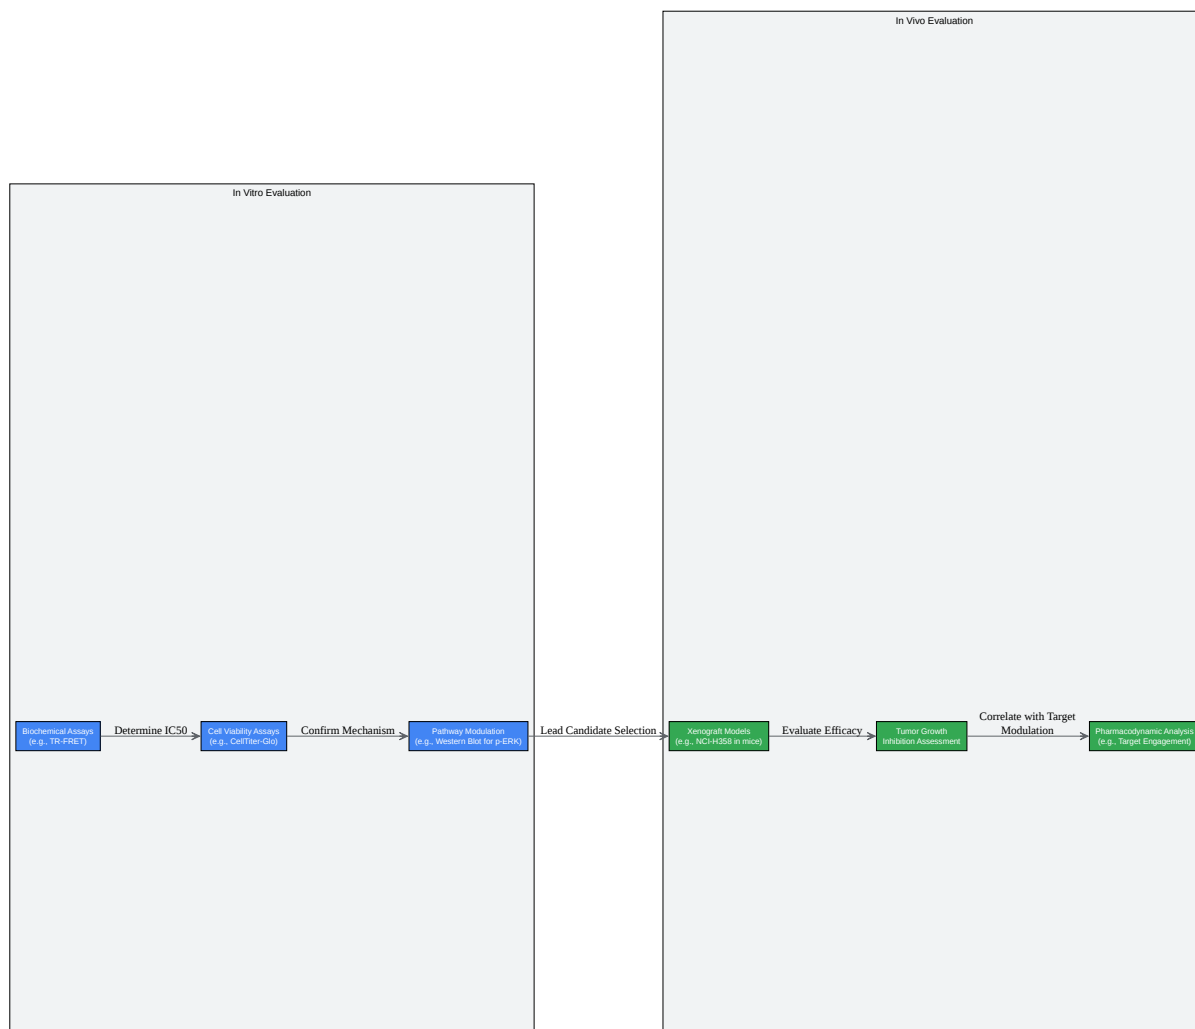 In Vivo Evaluation
In Vitro Evaluation
Biochemical Assays
(e.g., TR-FRET)
Determine IC50
Cell Viability Assays
(e.g., CellTiter-Glo)
Confirm Mechanism
Pathway Modulation
(e.g., Western Blot for p-ERK)
Lead Candidate Selection
Xenograft Models
(e.g., NCI-H358 in mice)
Evaluate Efficacy
Tumor Growth
Inhibition Assessment
Correlate with Target
Modulation
Pharmacodynamic Analysis
(e.g., Target Engagement)